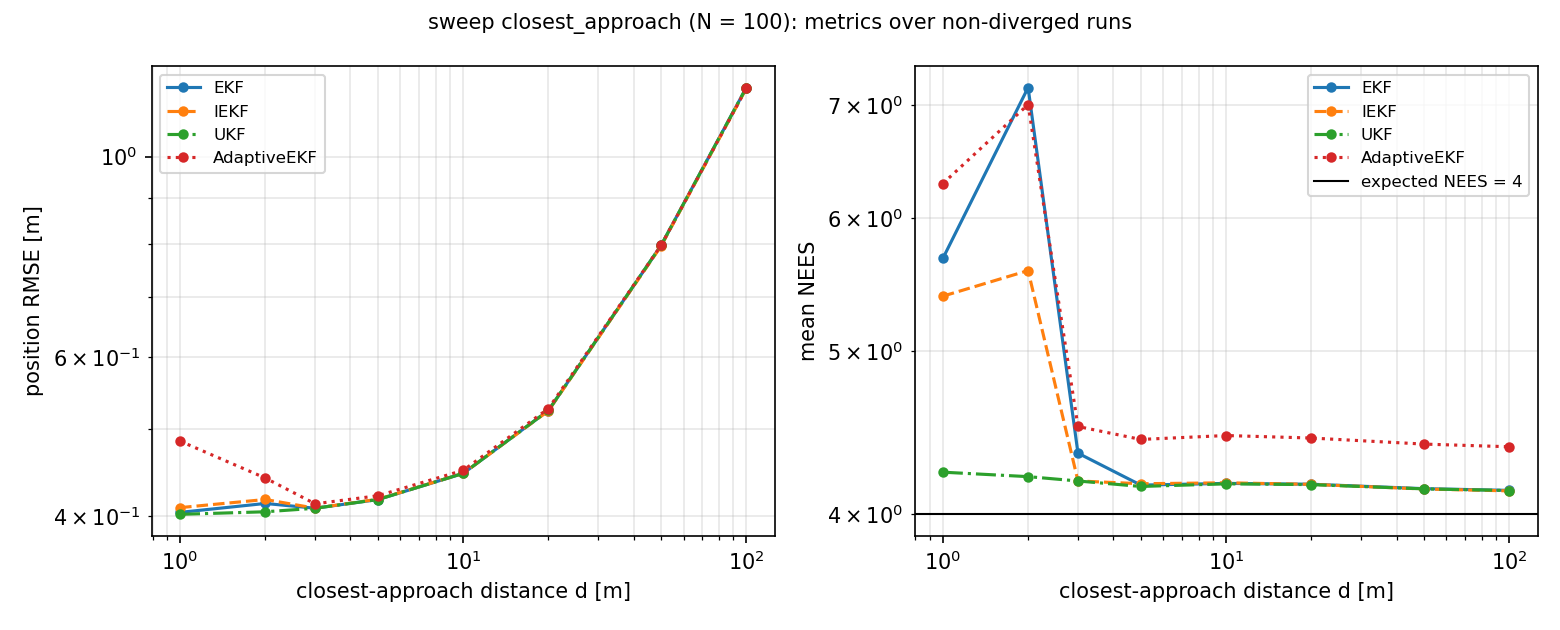 sweep closest_approach (N = 100): metrics over non-diverged runs
EKF
IEKF
UKF
AdaptiveEKF
position RMSE [m]
10⁰
6 × 10⁻¹
4 × 10⁻¹
10⁰ 10¹ 10²
closest-approach distance d [m]
EKF
IEKF
UKF
AdaptiveEKF
expected NEES = 4
mean NEES
7 × 10⁰
6 × 10⁰
5 × 10⁰
4 × 10⁰
10⁰ 10¹ 10²
closest-approach distance d [m]